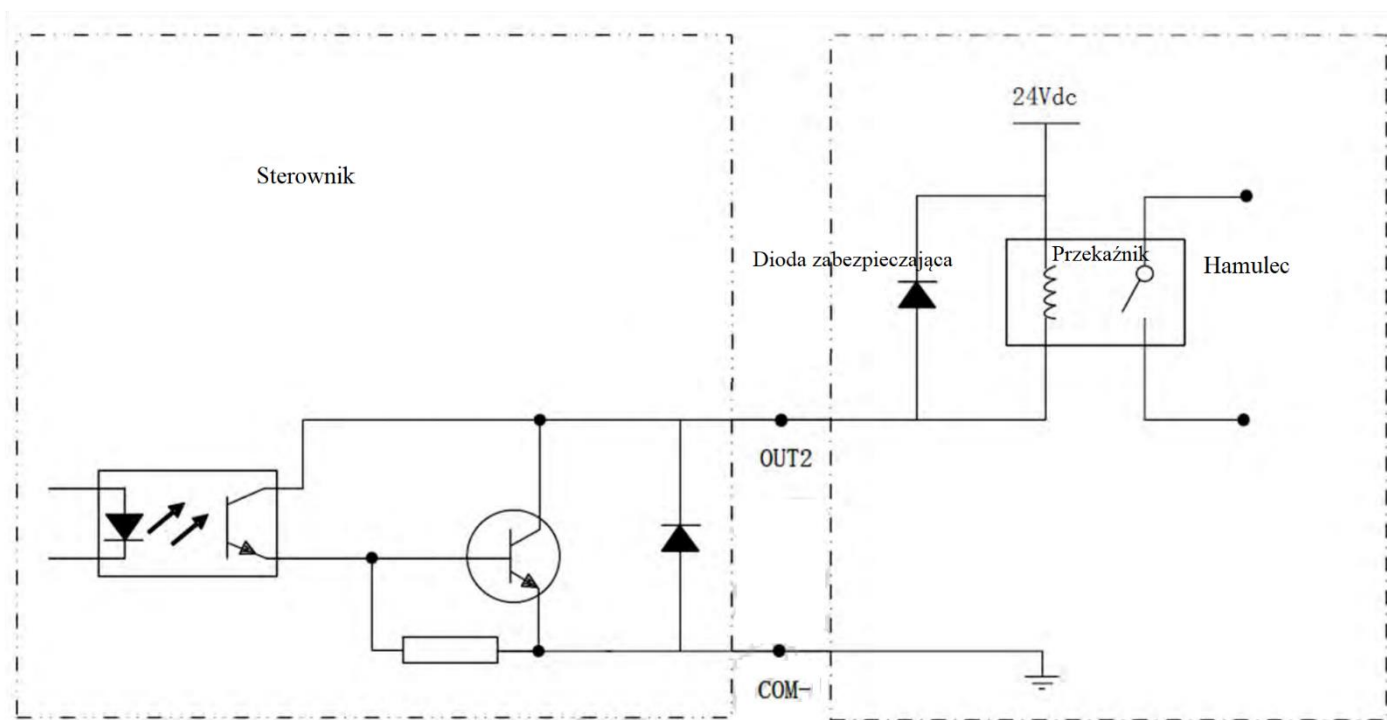 24Vdc
Sterownik
Dioda zabezpieczająca
Przekaźnik
Hamulec
OUT2
COM-